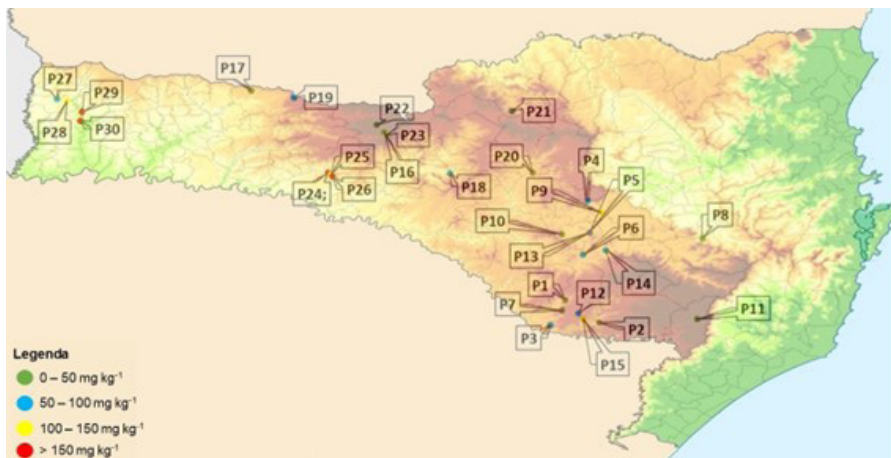 P27
P17
P29
P19
P28
P30
P22
P21
P23
P25
P16
P20
P4
P24;
P26
P18
P9
P5
P10
P6
P8
P13
P14
P1
P12
P7
P11
P3
P2
P15
Legenda
0 – 50 mg kg⁻¹
50 – 100 mg kg⁻¹
100 – 150 mg kg⁻¹
> 150 mg kg⁻¹